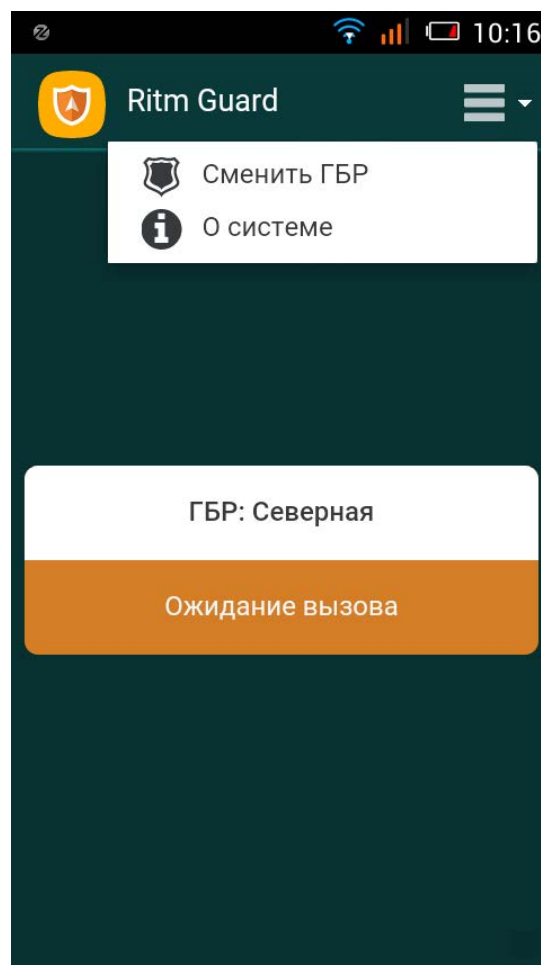 10:16
Ritm Guard
Сменить ГБР
О системе
ГБР: Северная
Ожидание вызова